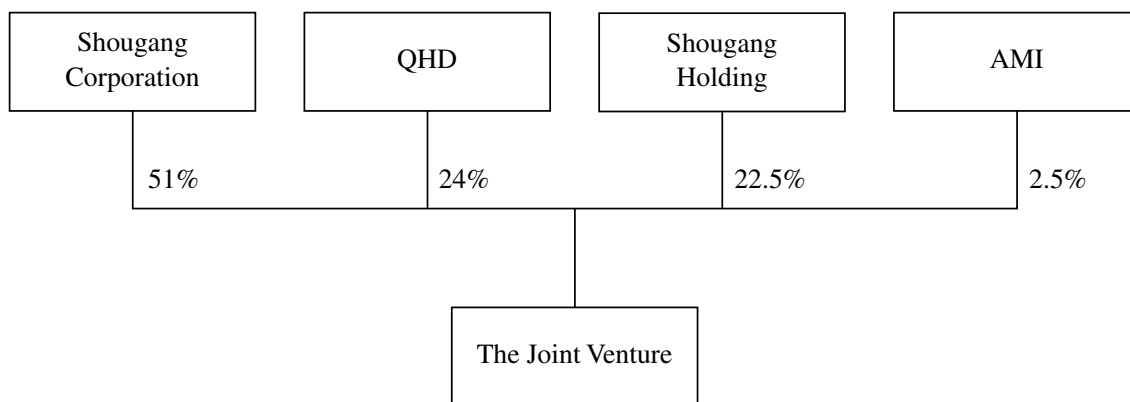 Shougang
Corporation
QHD
Shougang
Holding
AMI
51%
24%
22.5%
2.5%
The Joint Venture